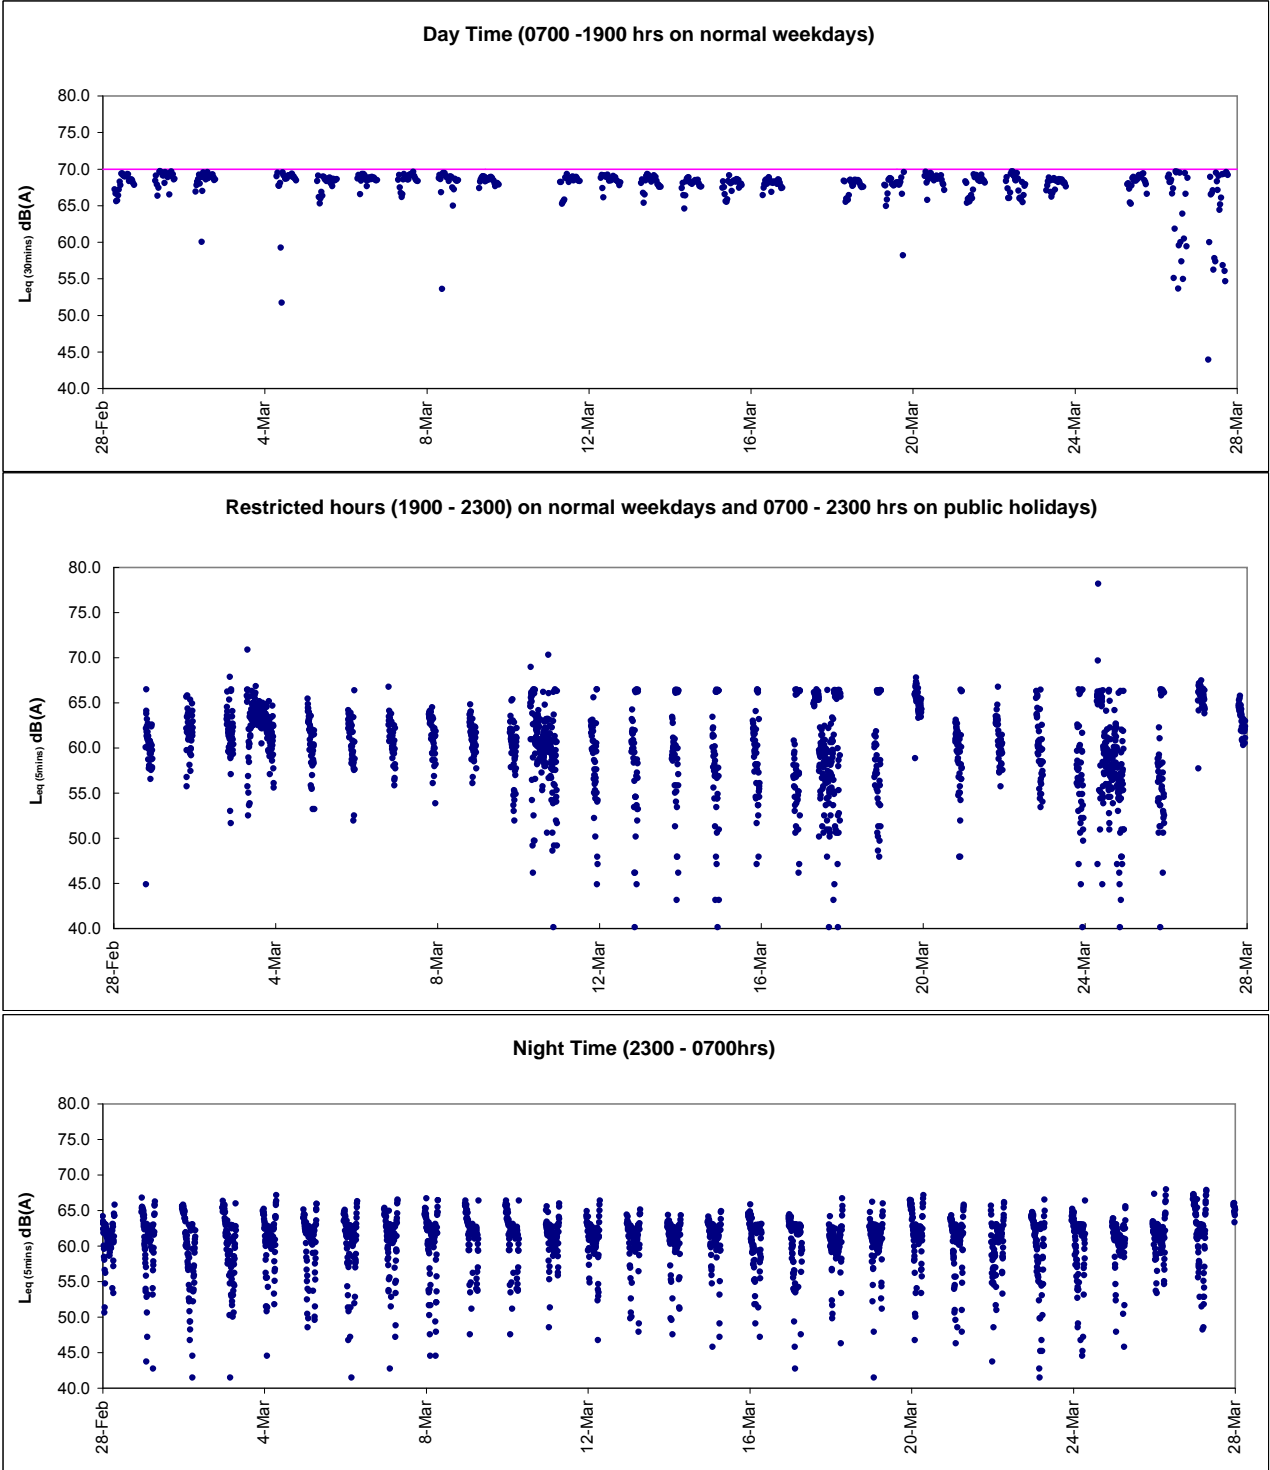 Day Time (0700 -1900 hrs on normal weekdays)
80.0
75.0
70.0
65.0
60.0
55.0
50.0
45.0
40.0
Leq (30mins) dB(A)
28-Feb
4-Mar
8-Mar
12-Mar
16-Mar
20-Mar
24-Mar
28-Mar
Restricted hours (1900 - 2300) on normal weekdays and 0700 - 2300 hrs on public holidays)
80.0
75.0
70.0
65.0
60.0
55.0
50.0
45.0
40.0
Leq (5mins) dB(A)
28-Feb
4-Mar
8-Mar
12-Mar
16-Mar
20-Mar
24-Mar
28-Mar
Night Time (2300 - 0700hrs)
80.0
75.0
70.0
65.0
60.0
55.0
50.0
45.0
40.0
Leq (5mins) dB(A)
28-Feb
4-Mar
8-Mar
12-Mar
16-Mar
20-Mar
24-Mar
28-Mar